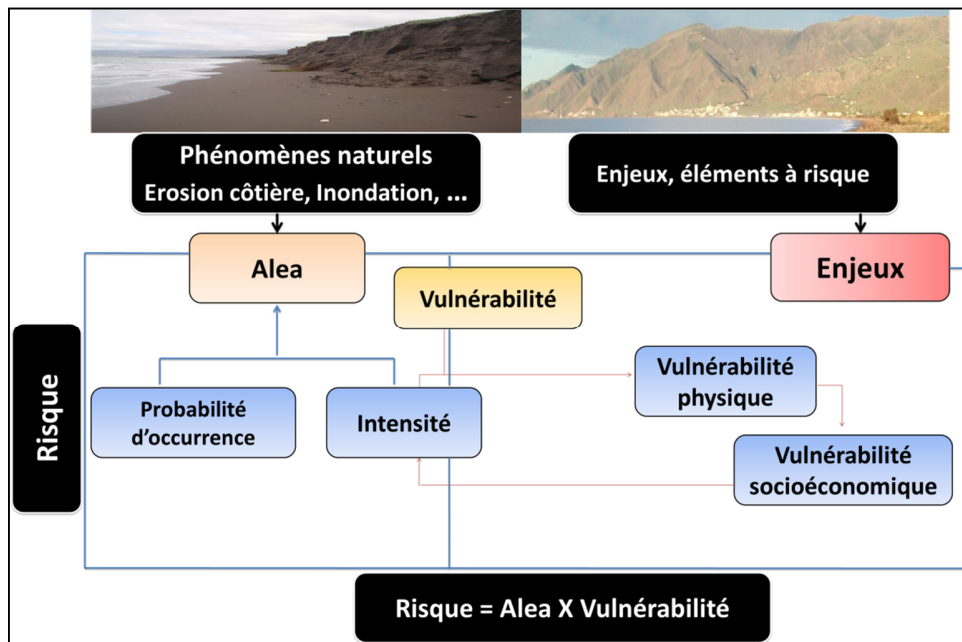 Phénomènes naturels
Erosion côtière, Inondation, ...
Enjeux, éléments à risque
Alea
Enjeux
Vulnérabilité
Risque
Probabilité
d'occurrence
Intensité
Vulnérabilité
physique
Vulnérabilité
socioéconomique
Risque = Alea X Vulnérabilité